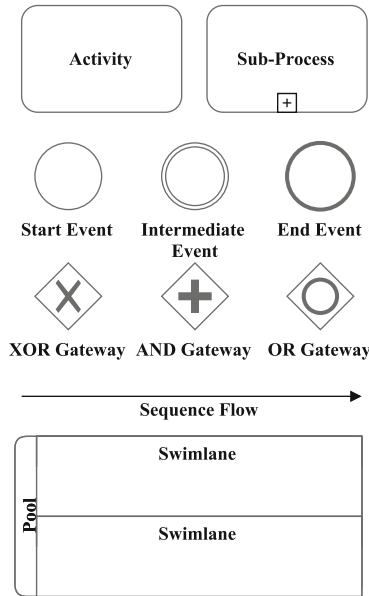 Activity
Sub-Process
+
Start Event
Intermediate
Event
End Event
XOR Gateway
AND Gateway
OR Gateway
Sequence Flow
Pool
Swimlane
Swimlane